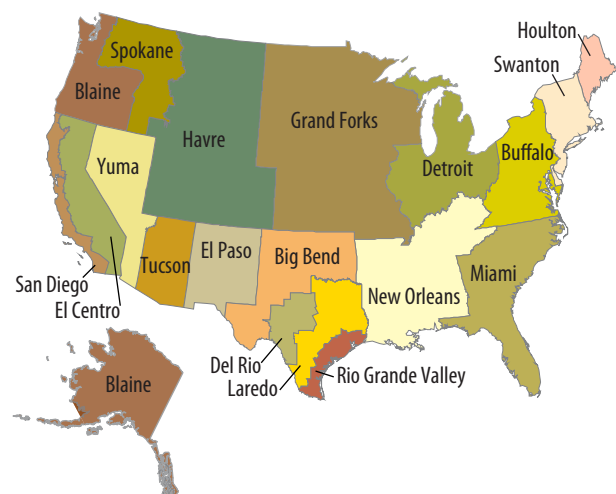 Houlton
Spokane
Swanton
Blaine
Grand Forks
Havre
Buffalo
Yuma
Detroit
El Paso
Big Bend
Tucson
Miami
San Diego
New Orleans
El Centro
Del Rio
Rio Grande Valley
Laredo
Blaine